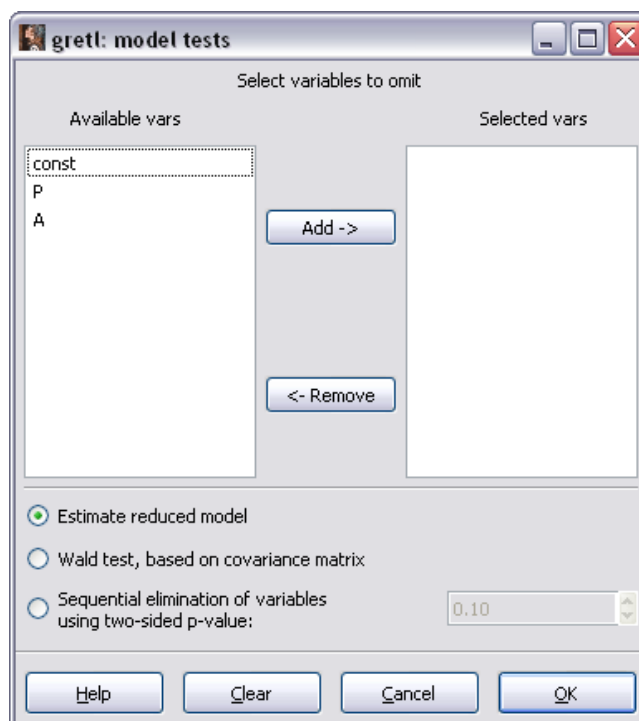 gretl: model tests
Select variables to omit
Available vars
Selected vars
const
P
A
Add ->
<- Remove
Estimate reduced model
Wald test, based on covariance matrix
Sequential elimination of variables
using two-sided p-value:
0.10
Help
Clear
Cancel
OK